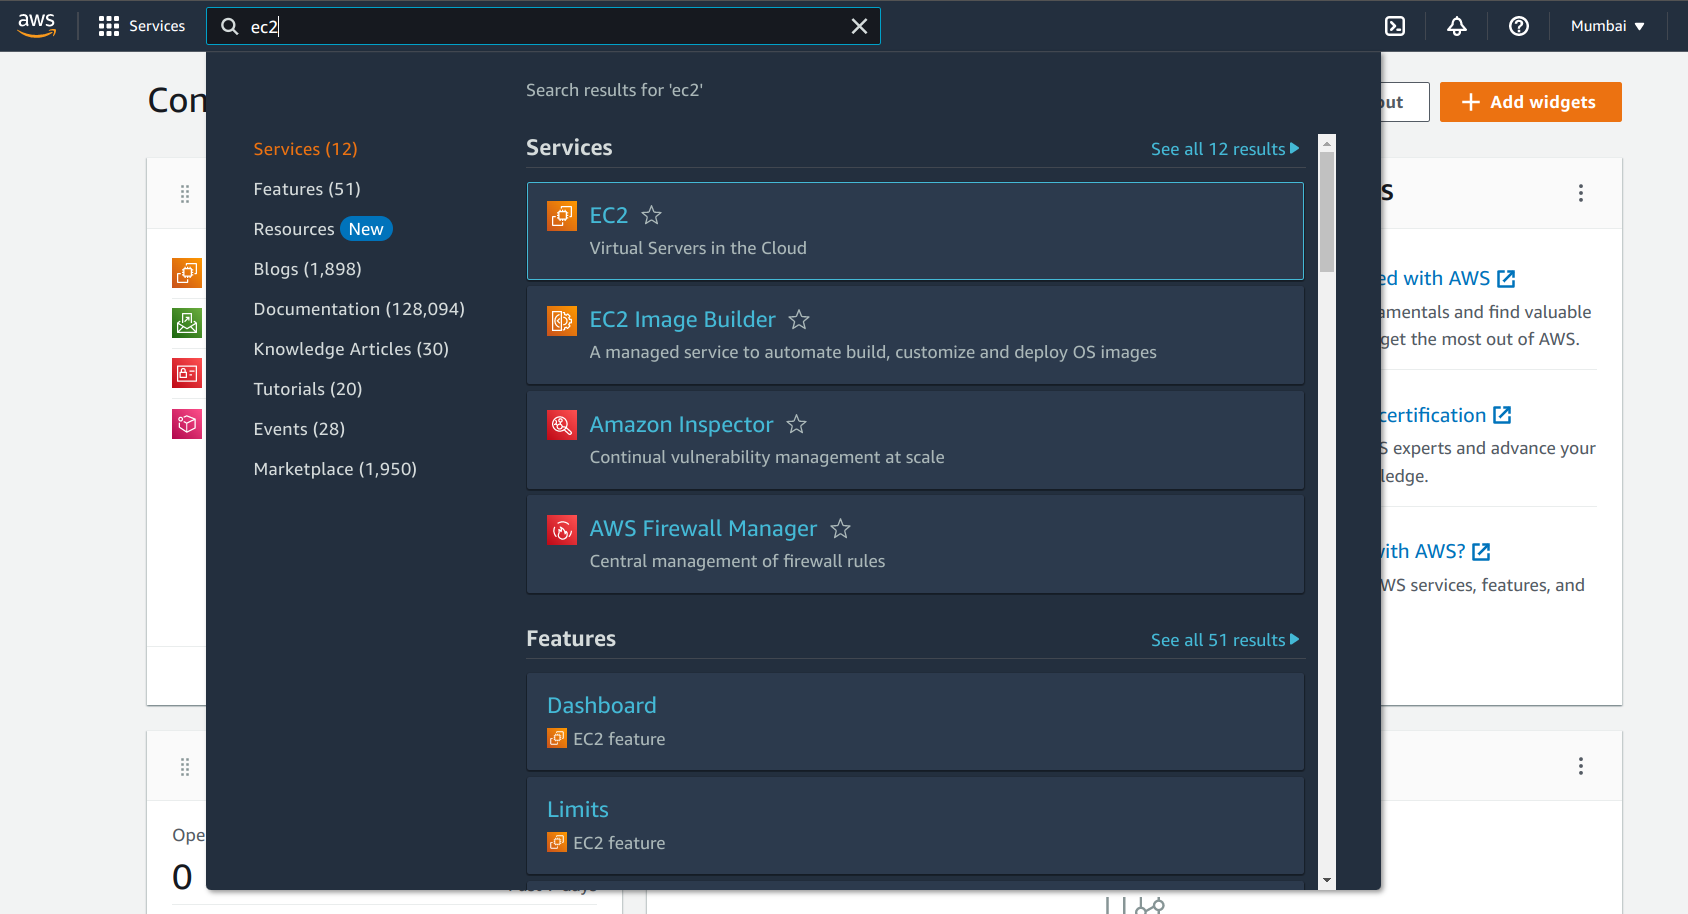 aws
Services
ec2
Mumbai
Con
out
Add widgets
Search results for 'ec2'
Services (12)
Features (51)
Resources New
Blogs (1,898)
Documentation (128,094)
Knowledge Articles (30)
Tutorials (20)
Events (28)
Marketplace (1,950)
Services
See all 12 results
EC2
Virtual Servers in the Cloud
EC2 Image Builder
A managed service to automate build, customize and deploy OS images
Amazon Inspector
Continual vulnerability management at scale
AWS Firewall Manager
Central management of firewall rules
Features
See all 51 results
Dashboard
EC2 feature
Limits
EC2 feature
S
ed with AWS
amentals and find valuable
get the most out of AWS.
certification
S experts and advance your
ledge.
with AWS?
WS services, features, and
Ope
0